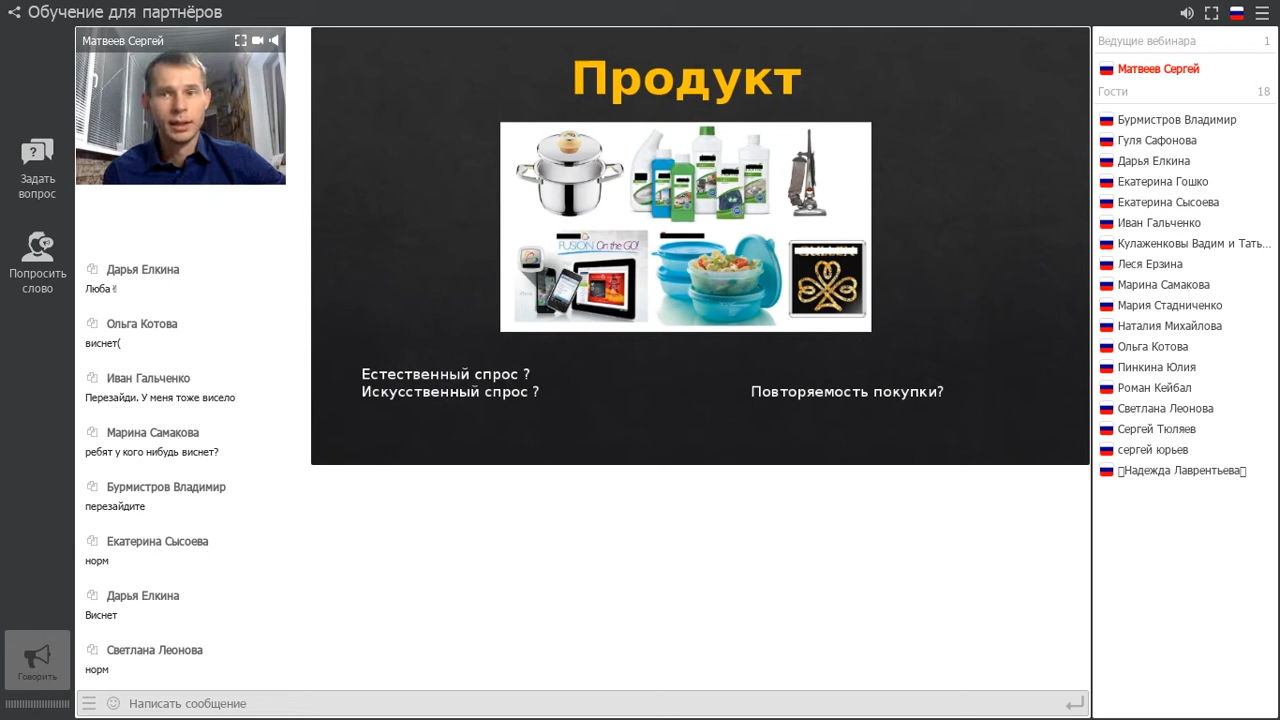 Обучение для партнёров
Матвеев Сергей
Задать
вопрос
Попросить
слово
Дарья Елкина
Люба✌
Ольга Котова
виснет(
Иван Гальченко
Перезайди. У меня тоже висело
Марина Самакова
ребят у кого нибудь виснет?
Бурмистров Владимир
перезайдите
Екатерина Сысоева
норм
Дарья Елкина
Виснет
Светлана Леонова
норм
Говорить
Написать сообщение
Продукт
FUSION On the GO!
Естественный спрос ?
Искусственный спрос ?
Повторяемость покупки?
Ведущие вебинара 1
Матвеев Сергей
Гости 18
Бурмистров Владимир
Гуля Сафонова
Дарья Елкина
Екатерина Гошко
Екатерина Сысоева
Иван Гальченко
Кулаженковы Вадим и Тать...
Леся Ерзина
Марина Самакова
Мария Стадниченко
Наталия Михайлова
Ольга Котова
Пинкина Юлия
Роман Кейбал
Светлана Леонова
Сергей Тюляев
сергей юрьев
Надежда Лаврентьева